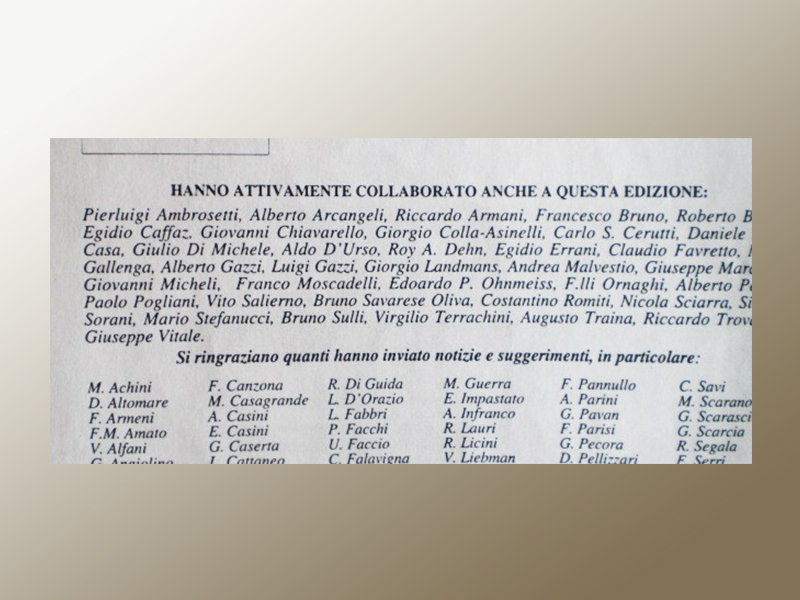 HANNO ATTIVAMENTE COLLABORATO ANCHE A QUESTA EDIZIONE:
Pierluigi Ambrosetti, Alberto Arcangeli, Riccardo Armani, Francesco Bruno, Roberto
Egidio Caffaz, Giovanni Chiavarello, Giorgio Colla-Asinelli, Carlo S. Cerutti, Daniele
Casa, Giulio Di Michele, Aldo D'Urso, Roy A. Dehn, Egidio Errani, Claudio Favretto,
Gallenga, Alberto Gazzi, Luigi Gazzi, Giorgio Landmans, Andrea Malvestio, Giuseppe
Giovanni Micheli, Franco Moscadelli, Edoardo P. Ohnmeiss, F.lli Ornaghi, Alberto
Paolo Pogliani, Vito Salierno, Bruno Savarese Oliva, Costantino Romiti, Nicola Sciarra,
Sorani, Mario Stefanucci, Bruno Sulli, Virgilio Terrachini, Augusto Traina, Riccardo
Giuseppe Vitale.
Si ringraziano quanti hanno inviato notizie e suggerimenti, in particolare:
M. Achini F. Canzona R. Di Guida M. Guerra F. Pannullo C. Savi
D. Altomare M. Casagrande L. D'Orazio E. Impastato A. Parini M. Scarano
F. Armeni A. Casini L. Fabbri A. Infranco G. Pavan G.
F.M. Amato E. Casini P. Facchi R. Lauri F. Parisi G. Scarcia
V. Alfani G. Caserta U. Faccio R. Licini G. Pecora R. Segala
G. Angiolino L. Cattaneo C. Falavigna V. Liebman D. Pellizzari F. Serri